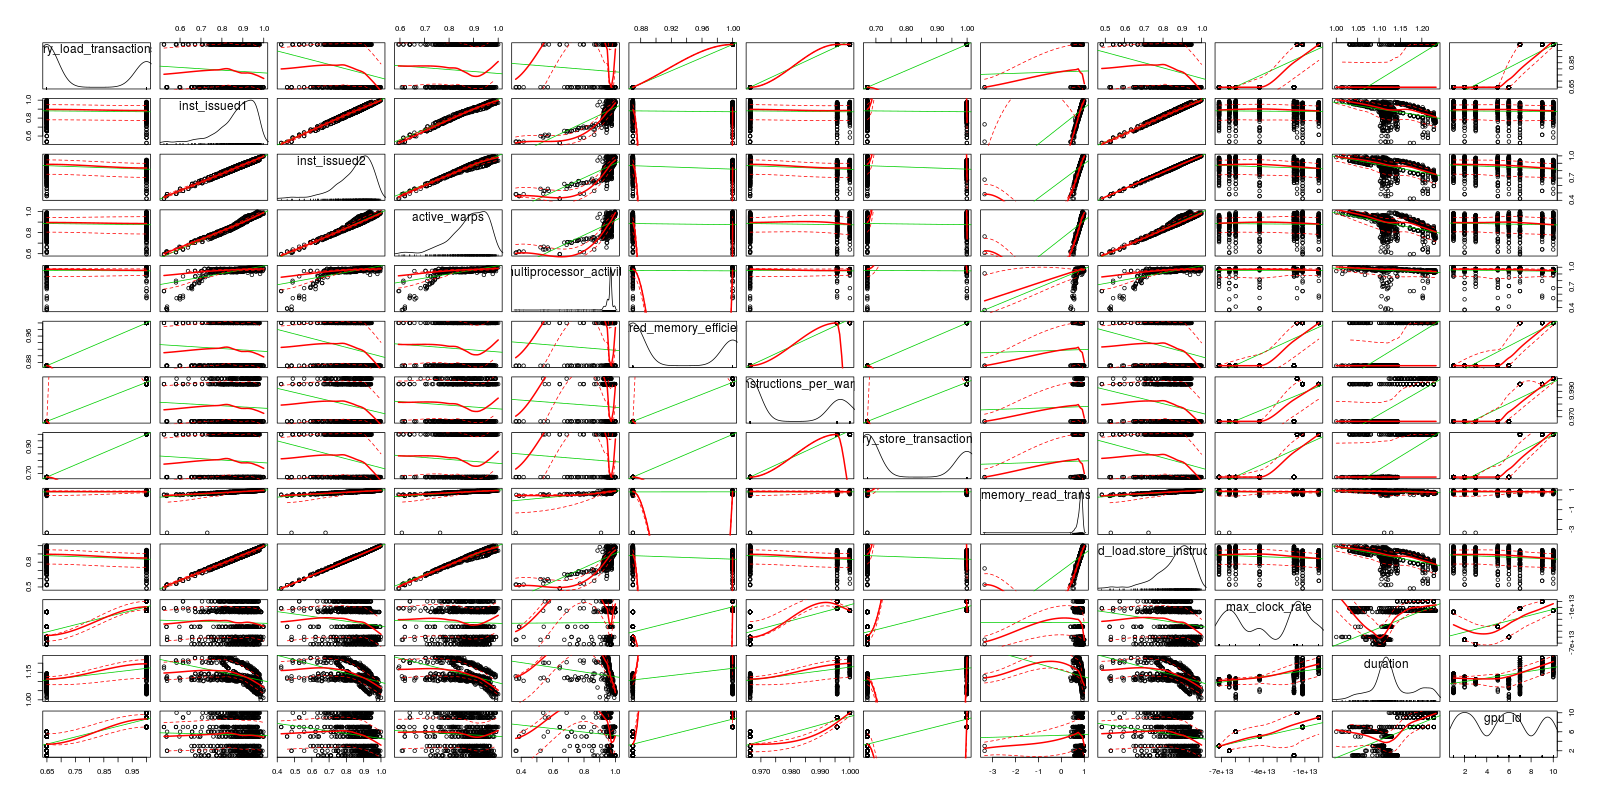 0.6 0.7 0.8 0.9 1.0 0.6 0.7 0.8 0.9 1.0 0.88 0.92 0.96 1.00 0.70 0.80 0.90 1.00 0.5 0.6 0.7 0.8 0.9 1.0 1.00 1.05 1.10 1.15 1.20
ry_load_transaction
0.65 0.85
inst_issued1
0.6 0.8 1.0
inst_issued2
0.4 0.7 1.0
active_warps
0.6 0.8 1.0
ultiprocessor_activit
0.4 0.7 1.0
red_memory_efficie
0.88 0.95
nstructions_per_war
0.970 0.990
ry_store_transaction
0.70 0.90
memory_read_trans
-3 -1 1
d_load.store_instruc
0.5 0.8
max_clock_rate
-7e+13 -1e+13
duration
1.00 1.15
gpu_id
2 6 10
0.65 0.75 0.85 0.95 0.4 0.5 0.6 0.7 0.8 0.9 1.0 0.4 0.6 0.8 1.0 0.970 0.980 0.990 1.000 -3 -2 -1 0 1 -7e+13 -4e+13 -1e+13 2 4 6 8 10